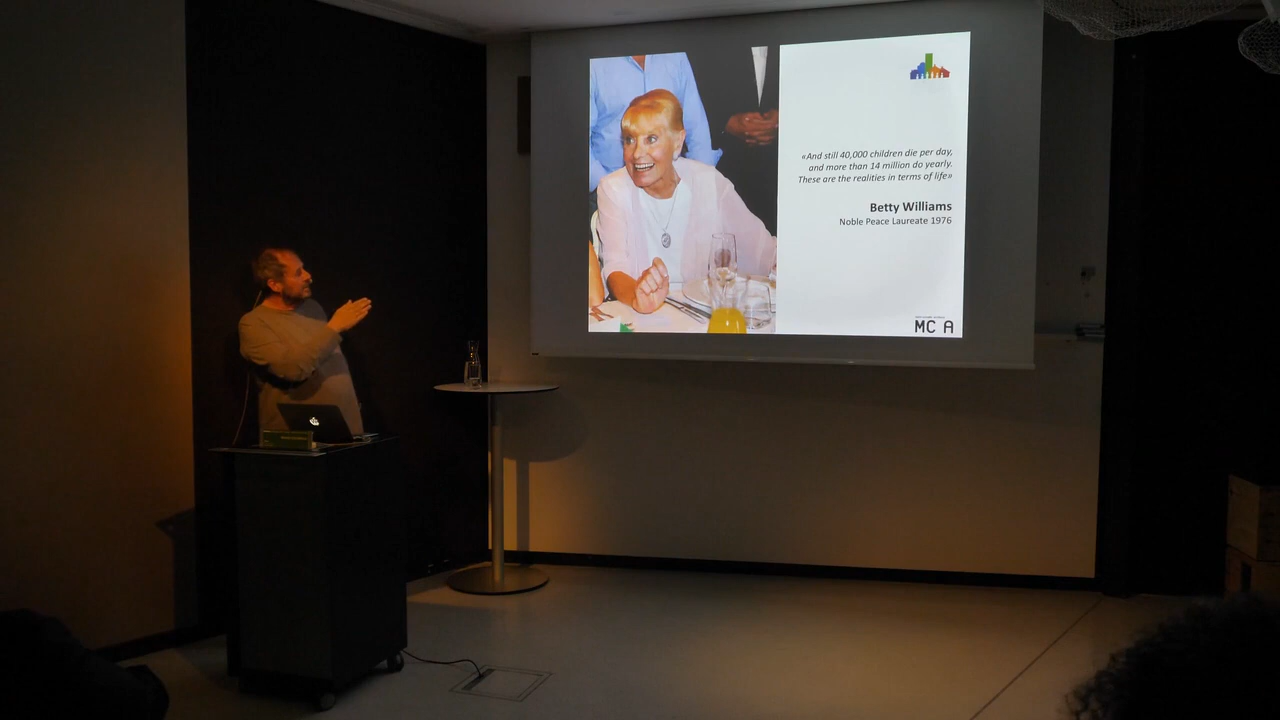 «And still 40,000 children die per day,
and more than 14 million do yearly.
These are the realities in terms of life»
Betty Williams
Noble Peace Laureate 1976
MC A